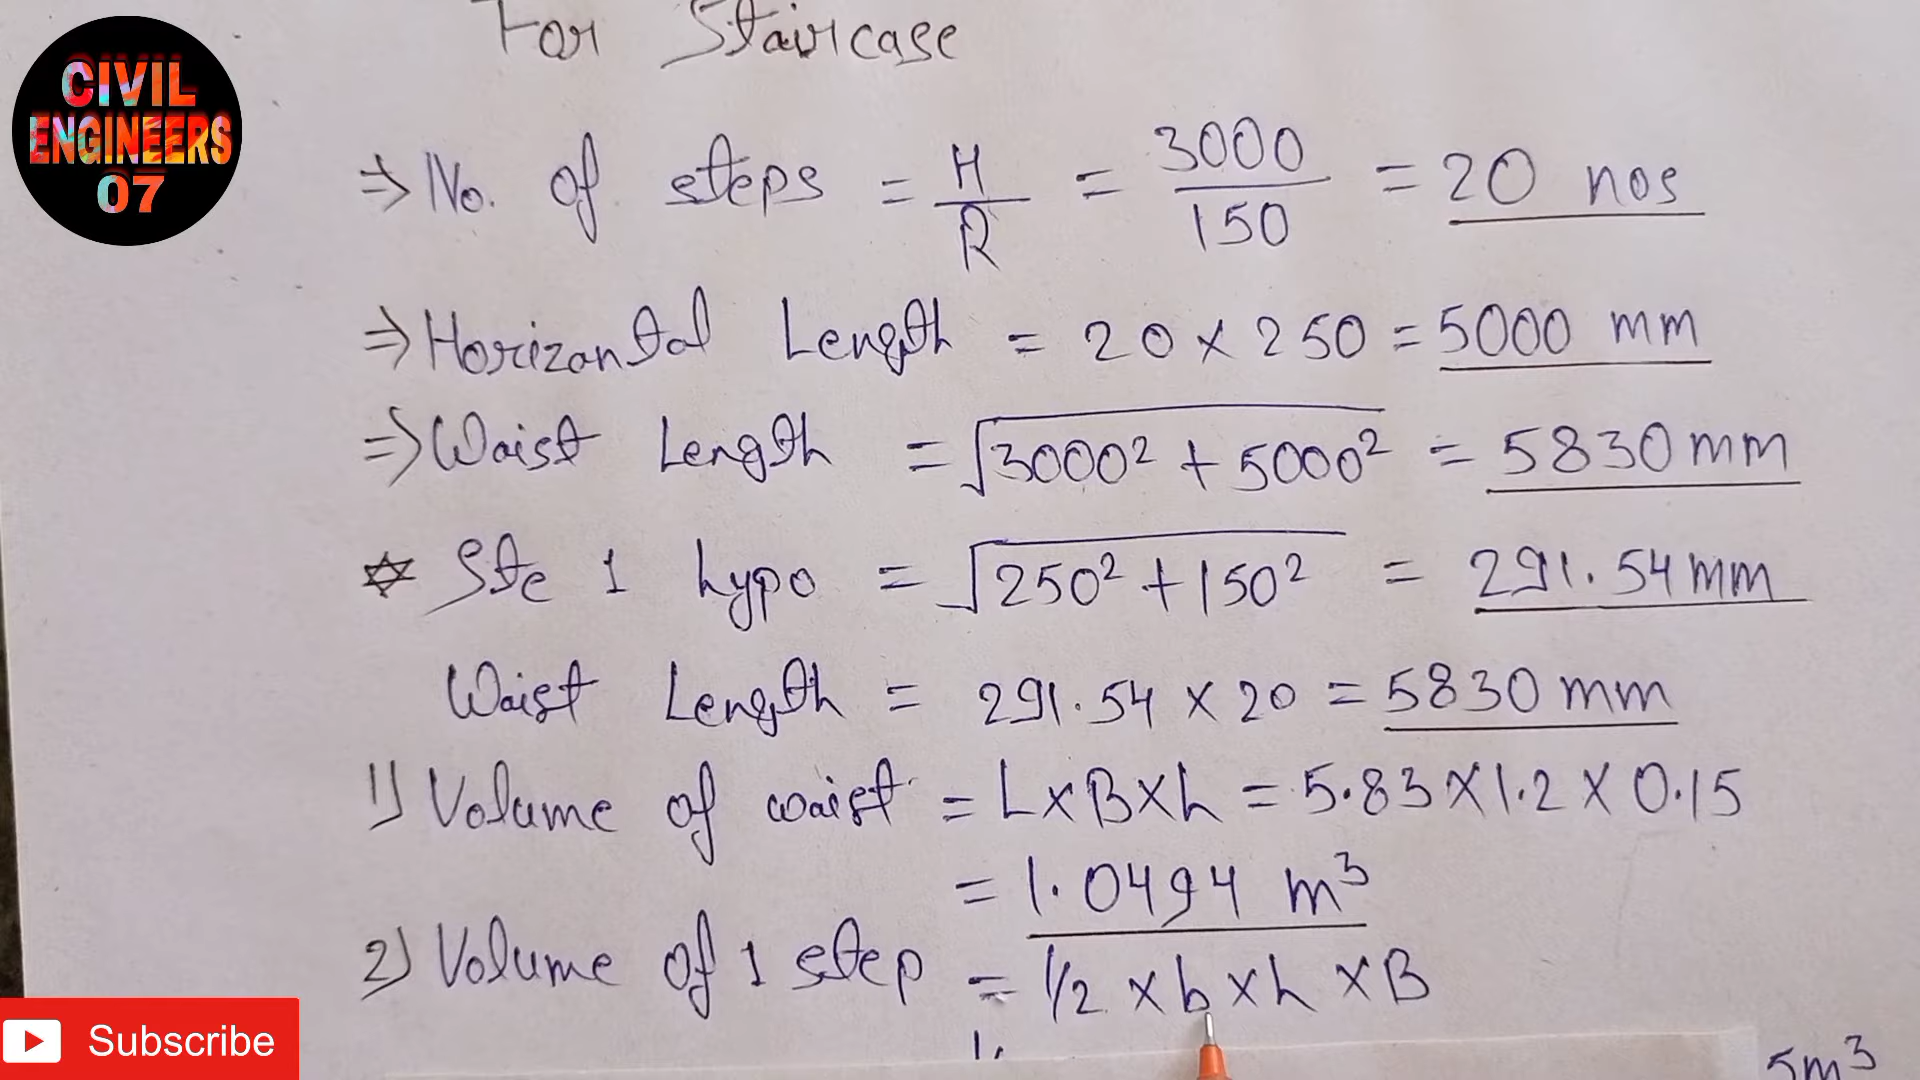 For Staircase
CIVIL
ENGINEERS
07
⇒ No. of steps = H/R = 3000/150 = 20 nos
⇒ Horizantal Length = 20 × 250 = 5000 mm
⇒ Waist Length = √3000² + 5000² = 5830 mm
✡ Ste 1 hypo = √250² + 150² = 291.54 mm
Waist Length = 291.54 × 20 = 5830 mm
1) Volume of waist = L×B×h = 5.83 × 1.2 × 0.15
= 1.0494 m³
2) Volume of 1 step = 1/2 × b × h × B
5m³
Subscribe